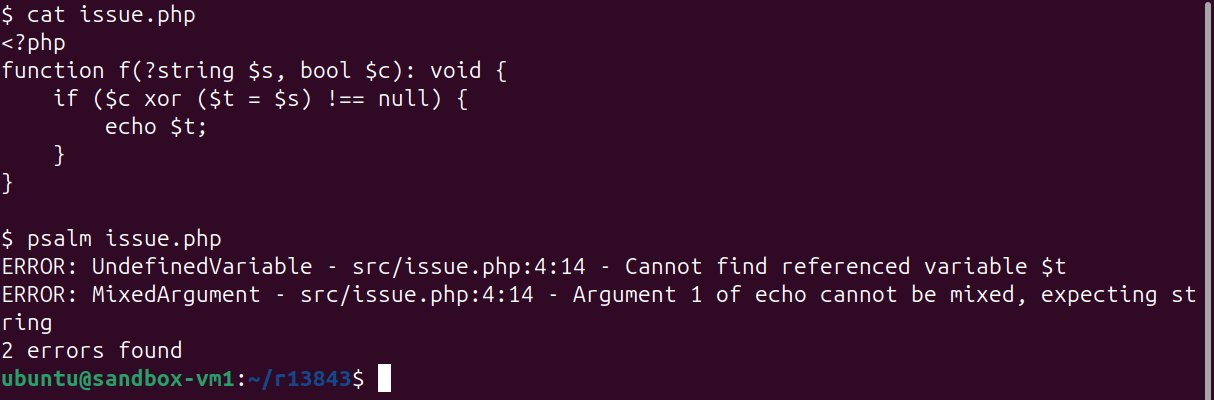 $ cat issue.php
<?php
function f(?string $s, bool $c): void {
    if ($c xor ($t = $s) !== null) {
        echo $t;
    }
}

$ psalm issue.php
ERROR: UndefinedVariable - src/issue.php:4:14 - Cannot find referenced variable $t
ERROR: MixedArgument - src/issue.php:4:14 - Argument 1 of echo cannot be mixed, expecting st
ring
2 errors found
ubuntu@sandbox-vm1:~/r13843$